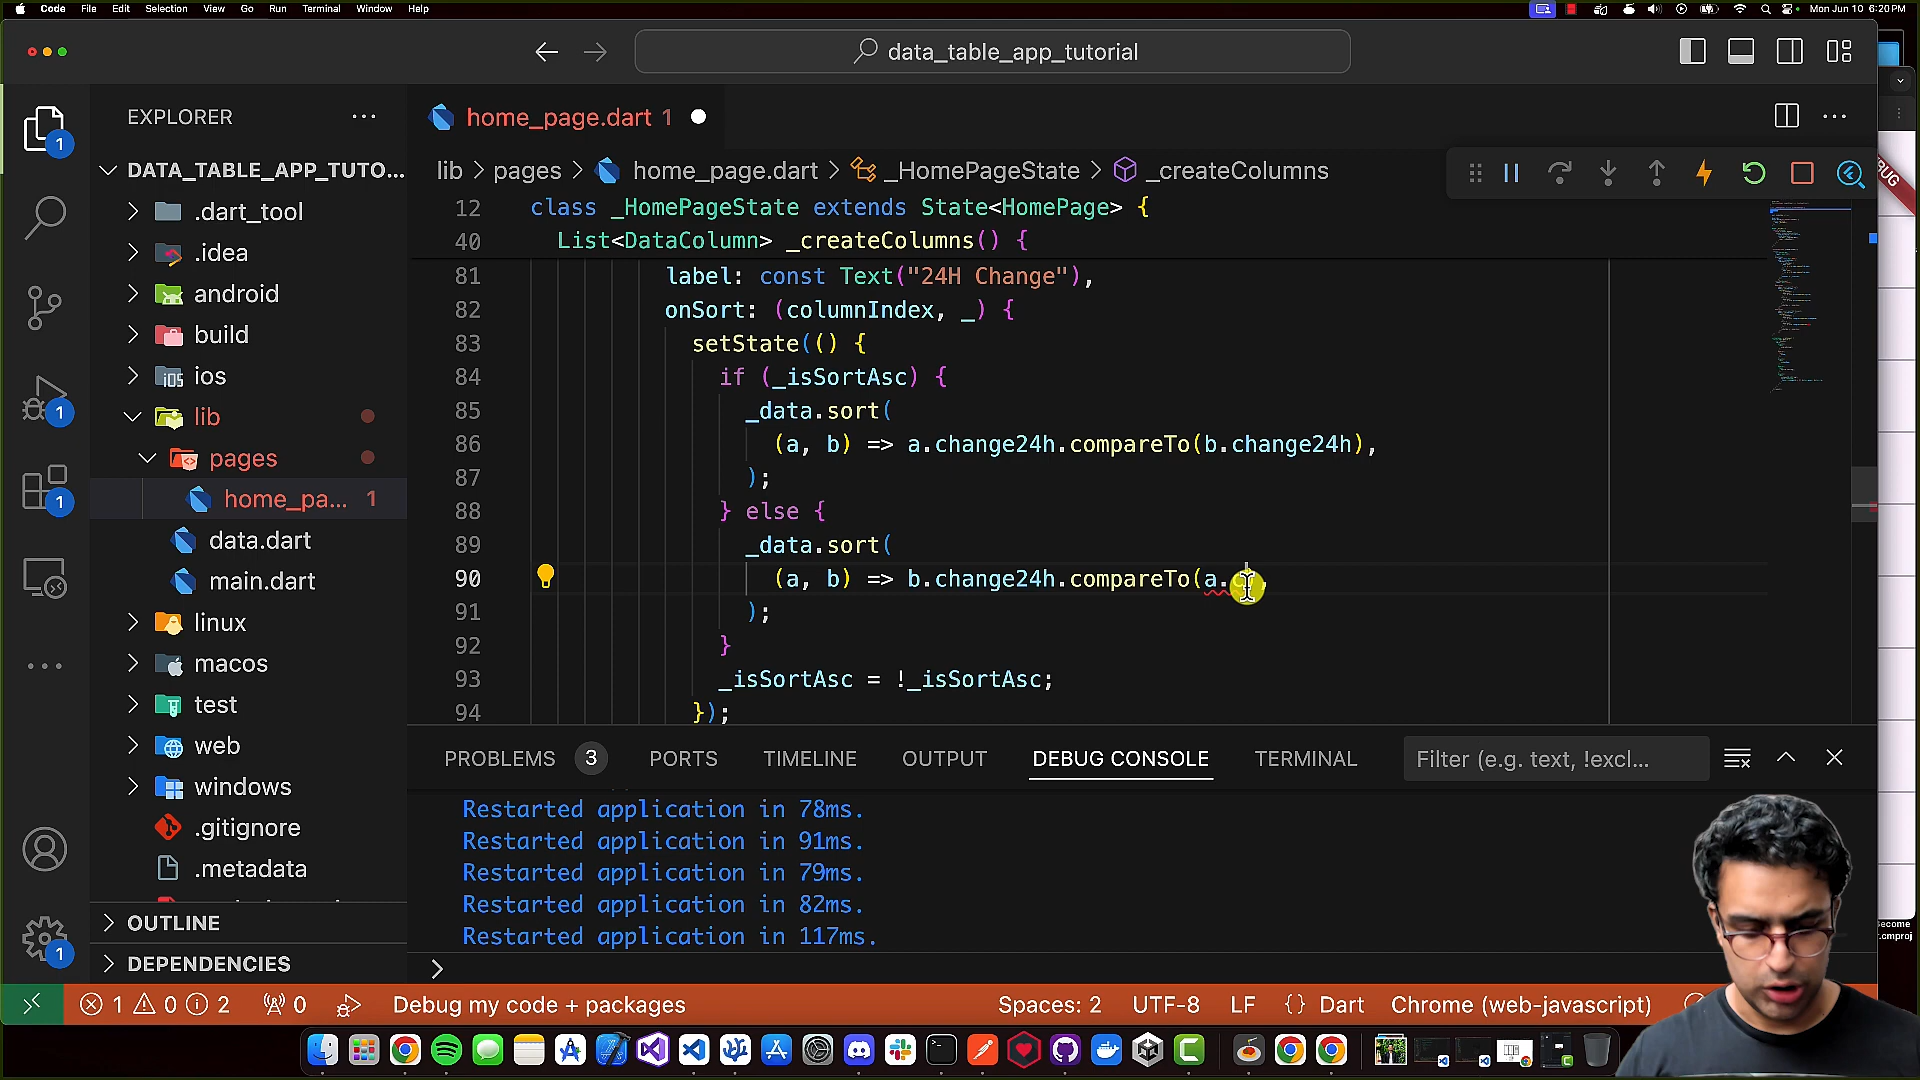 Code File Edit Selection View Go Run Terminal Window Help Mon Jun 10 6:20 PM
data_table_app_tutorial
EXPLORER
home_page.dart 1
DATA_TABLE_APP_TUTO...
lib > pages > home_page.dart > _HomePageState > _createColumns
.dart_tool
.idea
android
build
ios
lib
pages
home_pa... 1
data.dart
main.dart
linux
macos
test
web
windows
.gitignore
.metadata
OUTLINE
DEPENDENCIES
12 class _HomePageState extends State<HomePage> {
40 List<DataColumn> _createColumns() {
81 label: const Text("24H Change"),
82 onSort: (columnIndex, _) {
83 setState(() {
84 if (_isSortAsc) {
85 _data.sort(
86 (a, b) => a.change24h.compareTo(b.change24h),
87 );
88 } else {
89 _data.sort(
90 (a, b) => b.change24h.compareTo(a.
91 );
92 }
93 _isSortAsc = !_isSortAsc;
94 });
PROBLEMS 3 PORTS TIMELINE OUTPUT DEBUG CONSOLE TERMINAL Filter (e.g. text, !excl...
Restarted application in 78ms.
Restarted application in 91ms.
Restarted application in 79ms.
Restarted application in 82ms.
Restarted application in 117ms.
>
1 0 2 0 Debug my code + packages Spaces: 2 UTF-8 LF {} Dart Chrome (web-javascript)